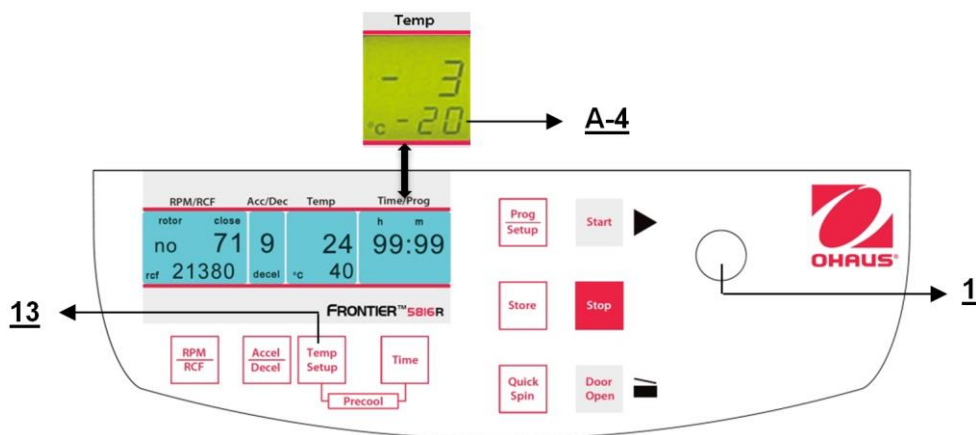 Temp
- 3
°C -20
A-4
RPM/RCF Acc/Dec Temp Time/Prog
rotor close h m
no 71 9 24 99:99
rcf 21380 decel °C 40
FRONTIER™ 5816R
13
RPM
RCF
Accel
Decel
Temp
Setup
Time
Precool
Prog
Setup
Start
Store
Stop
Quick
Spin
Door
Open
OHAUS®
1